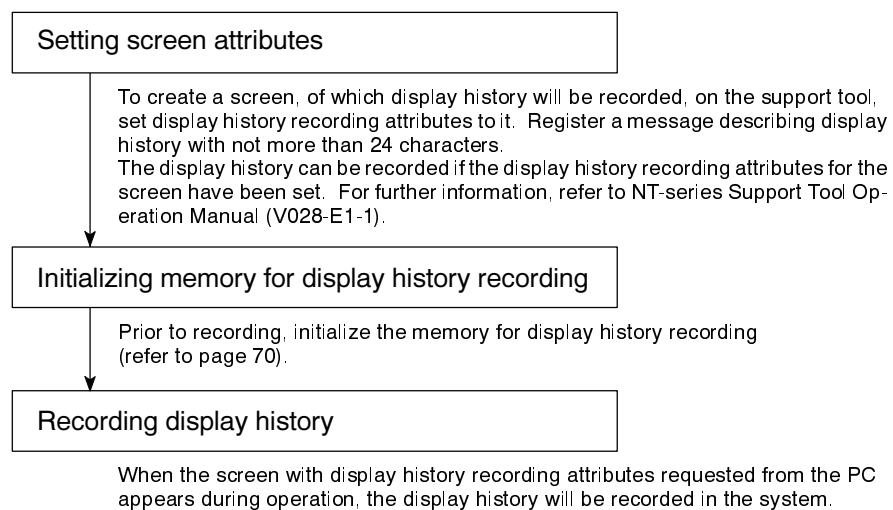 Setting screen attributes
To create a screen, of which display history will be recorded, on the support tool,
set display history recording attributes to it. Register a message describing display
history with not more than 24 characters.
The display history can be recorded if the display history recording attributes for the
screen have been set. For further information, refer to NT-series Support Tool Op-
eration Manual (V028-E1-1).
Initializing memory for display history recording
Prior to recording, initialize the memory for display history recording
(refer to page 70).
Recording display history
When the screen with display history recording attributes requested from the PC
appears during operation, the display history will be recorded in the system.